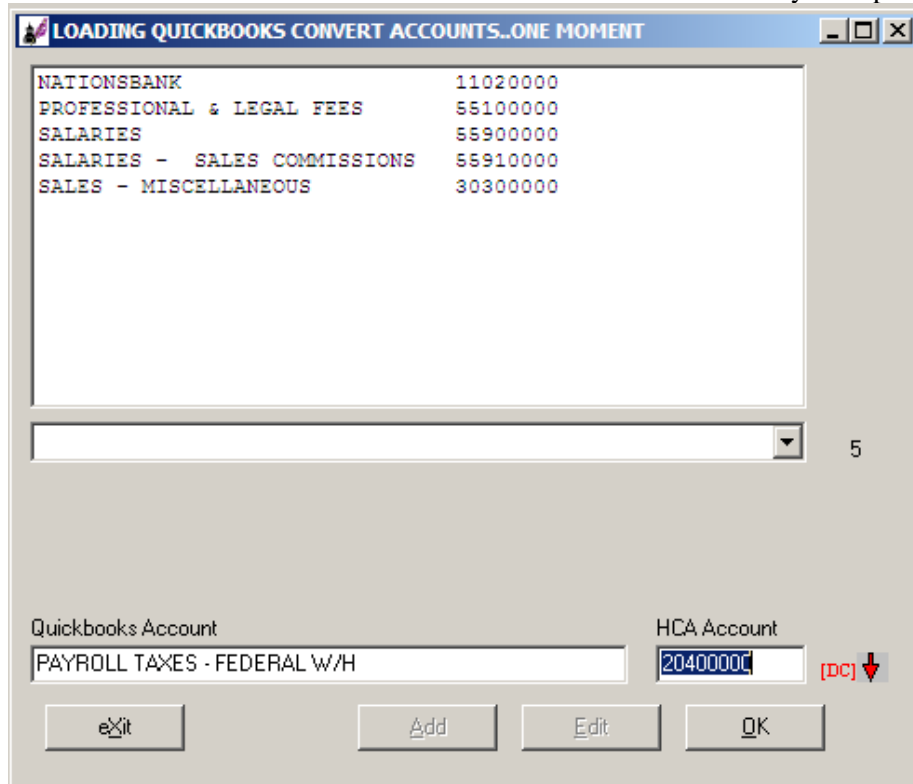 LOADING QUICKBOOKS CONVERT ACCOUNTS..ONE MOMENT
NATIONSBANK 11020000
PROFESSIONAL & LEGAL FEES 55100000
SALARIES 55900000
SALARIES - SALES COMMISSIONS 55910000
SALES - MISCELLANEOUS 30300000
5
Quickbooks Account HCA Account
PAYROLL TAXES - FEDERAL W/H 20400000 [DC]
eXit Add Edit OK